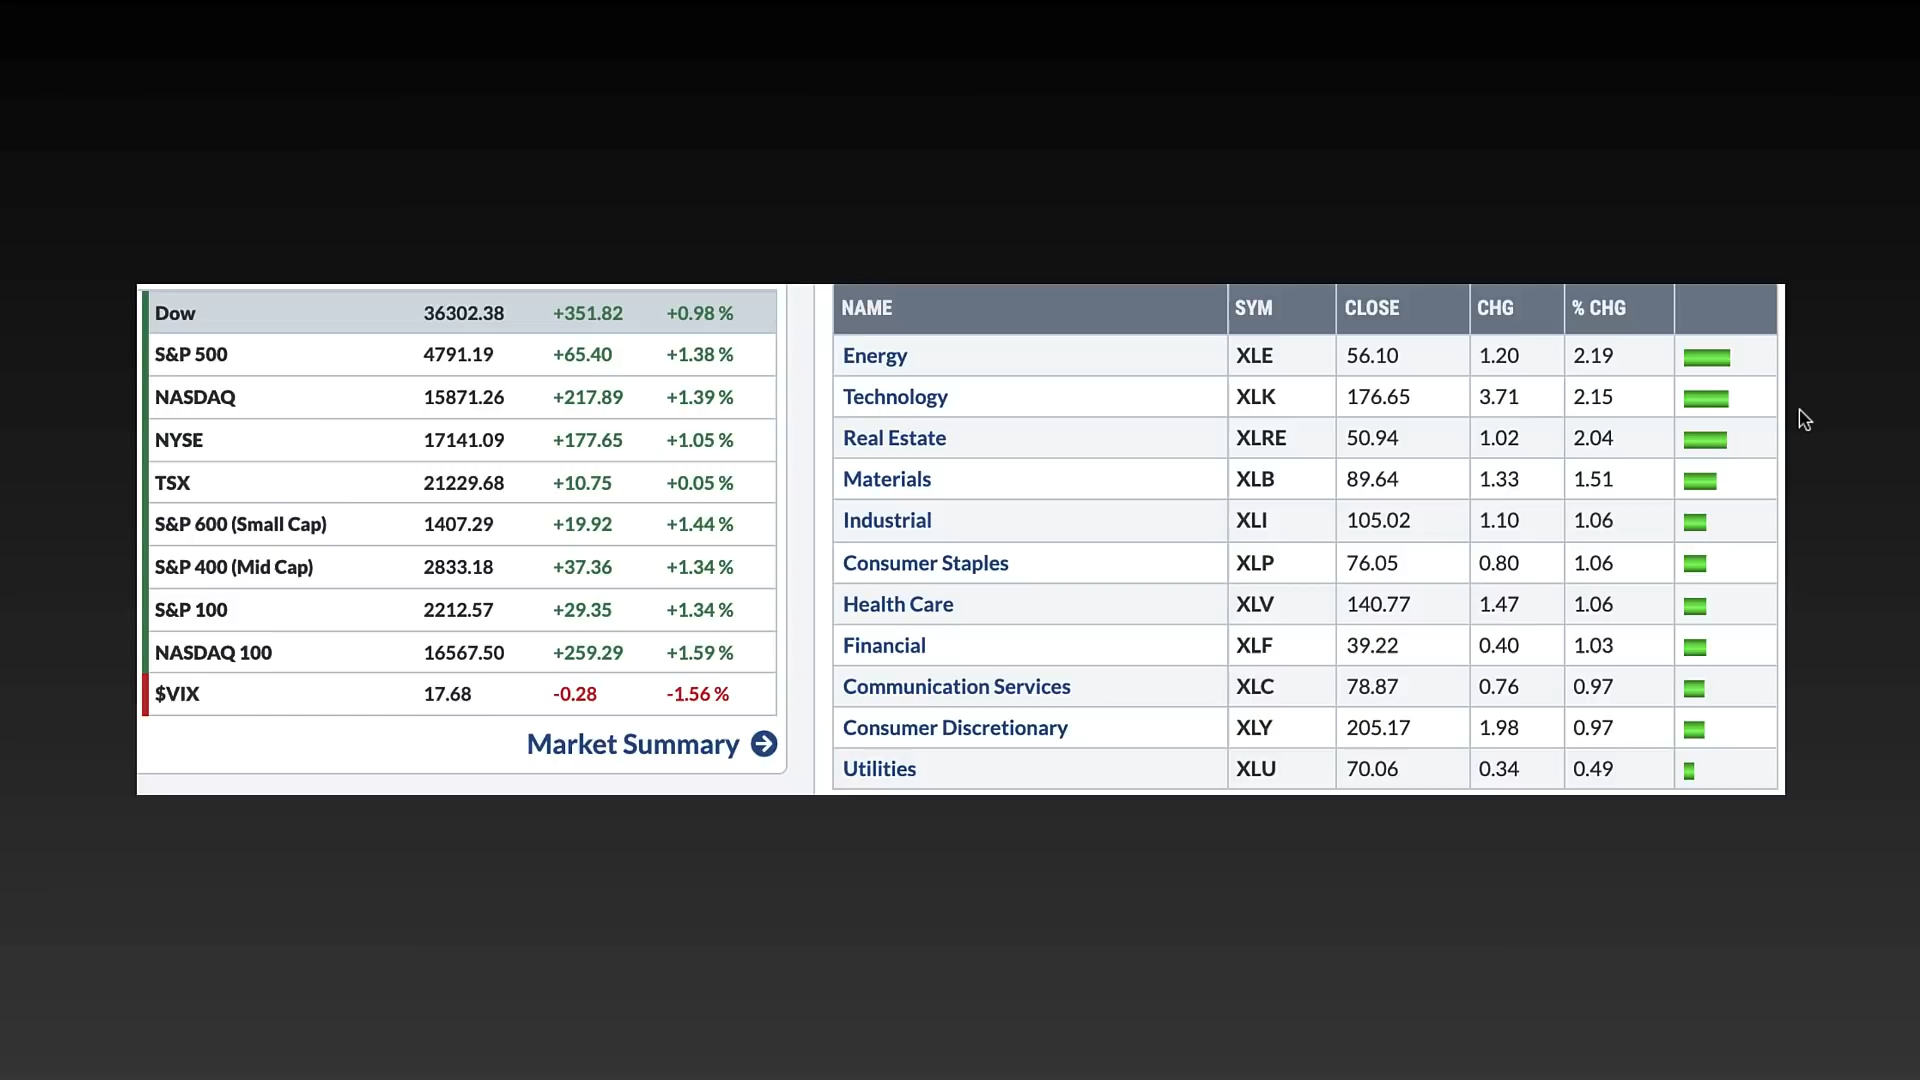 Dow 36302.38 +351.82 +0.98 %
S&P 500 4791.19 +65.40 +1.38 %
NASDAQ 15871.26 +217.89 +1.39 %
NYSE 17141.09 +177.65 +1.05 %
TSX 21229.68 +10.75 +0.05 %
S&P 600 (Small Cap) 1407.29 +19.92 +1.44 %
S&P 400 (Mid Cap) 2833.18 +37.36 +1.34 %
S&P 100 2212.57 +29.35 +1.34 %
NASDAQ 100 16567.50 +259.29 +1.59 %
$VIX 17.68 -0.28 -1.56 %
Market Summary
NAME SYM CLOSE CHG % CHG
Energy XLE 56.10 1.20 2.19
Technology XLK 176.65 3.71 2.15
Real Estate XLRE 50.94 1.02 2.04
Materials XLB 89.64 1.33 1.51
Industrial XLI 105.02 1.10 1.06
Consumer Staples XLP 76.05 0.80 1.06
Health Care XLV 140.77 1.47 1.06
Financial XLF 39.22 0.40 1.03
Communication Services XLC 78.87 0.76 0.97
Consumer Discretionary XLY 205.17 1.98 0.97
Utilities XLU 70.06 0.34 0.49